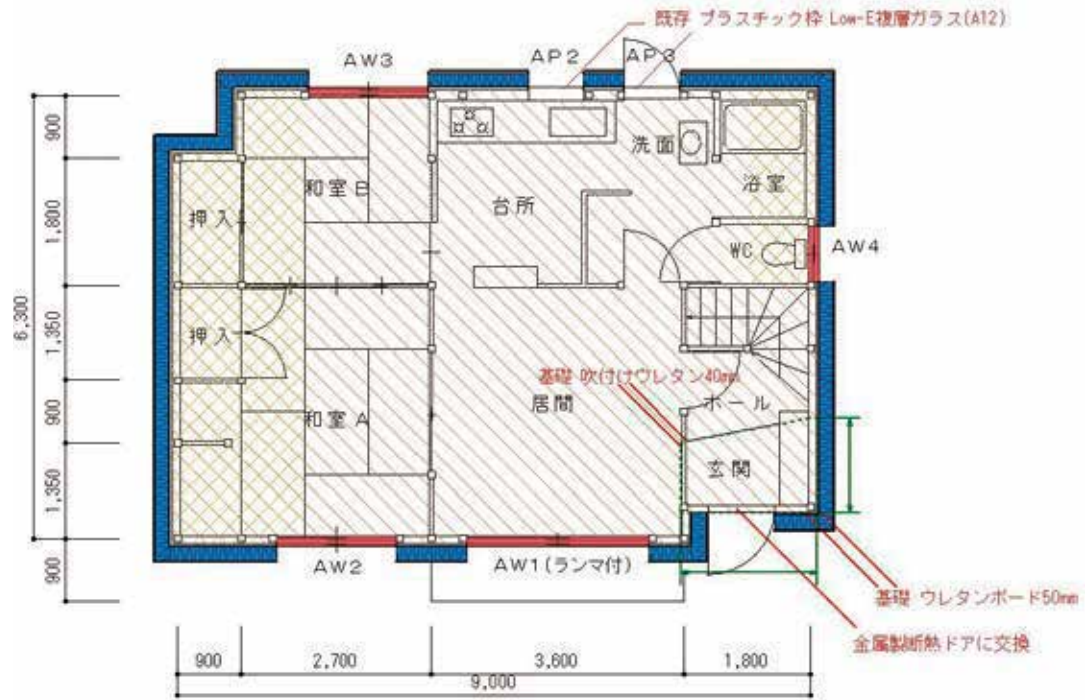 既存 プラスチック枠 Low-E複層ガラス(A12)
AW3
AP2
AP3
洗面
浴室
和室B
台所
押入
WC
AW4
押入
基礎 吹付けウレタン40mm
居間
ホール
和室A
玄関
AW2
AW1(ランマ付)
基礎 ウレタンボード50mm
金属製断熱ドアに交換
900
1,800
1,350
900
1,350
900
6,300
900
2,700
3,600
1,800
9,000